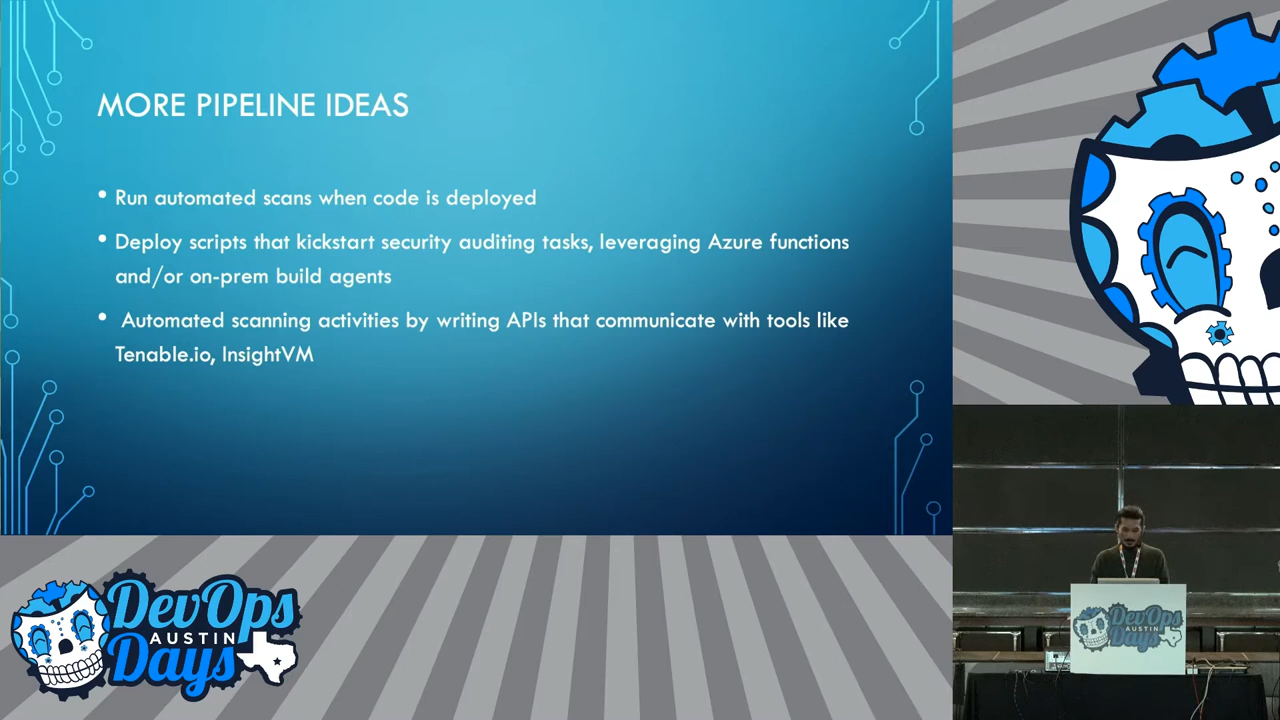 MORE PIPELINE IDEAS
• Run automated scans when code is deployed
• Deploy scripts that kickstart security auditing tasks, leveraging Azure functions
and/or on-prem build agents
• Automated scanning activities by writing APIs that communicate with tools like
Tenable.io, InsightVM
DevOps
AUSTIN
Days
DevOps
AUSTIN
Days